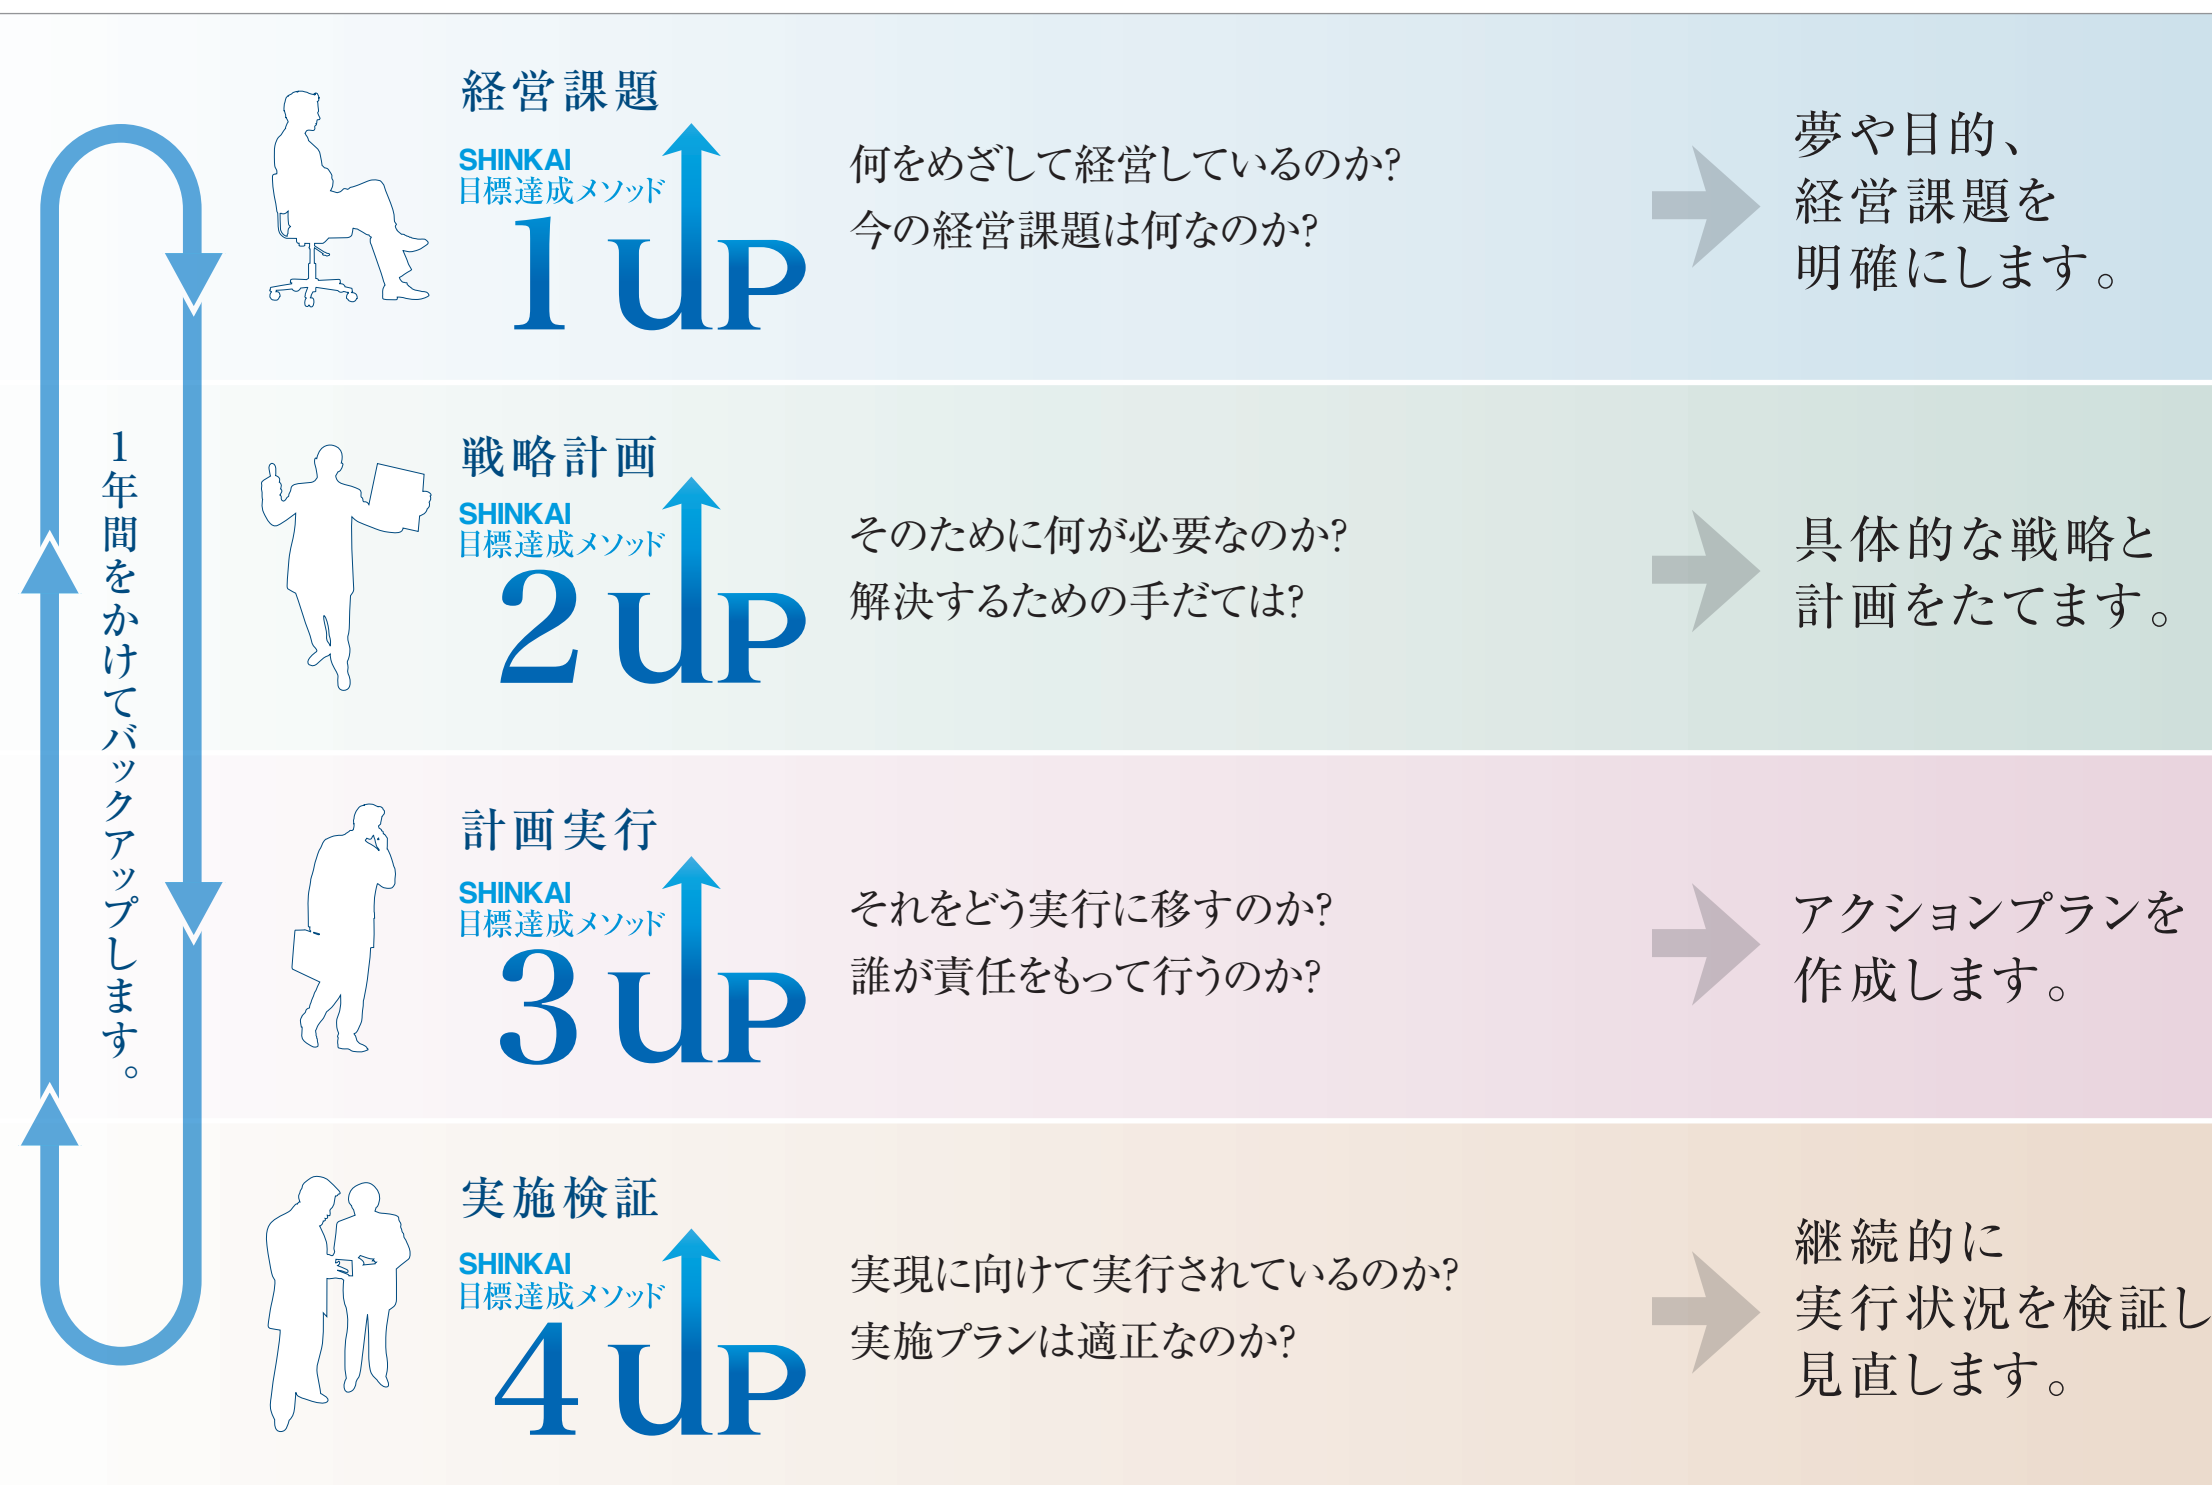 1年間をかけてバックアップします。
経営課題
SHINKAI
目標達成メソッド
1 UP
何をめざして経営しているのか?
今の経営課題は何なのか?
夢や目的、
経営課題を
明確にします。
戦略計画
SHINKAI
目標達成メソッド
2 UP
そのために何が必要なのか?
解決するための手だては?
具体的な戦略と
計画をたてます。
計画実行
SHINKAI
目標達成メソッド
3 UP
それをどう実行に移すのか?
誰が責任をもって行うのか?
アクションプランを
作成します。
実施検証
SHINKAI
目標達成メソッド
4 UP
実現に向けて実行されているのか?
実施プランは適正なのか?
継続的に
実行状況を検証し
見直します。